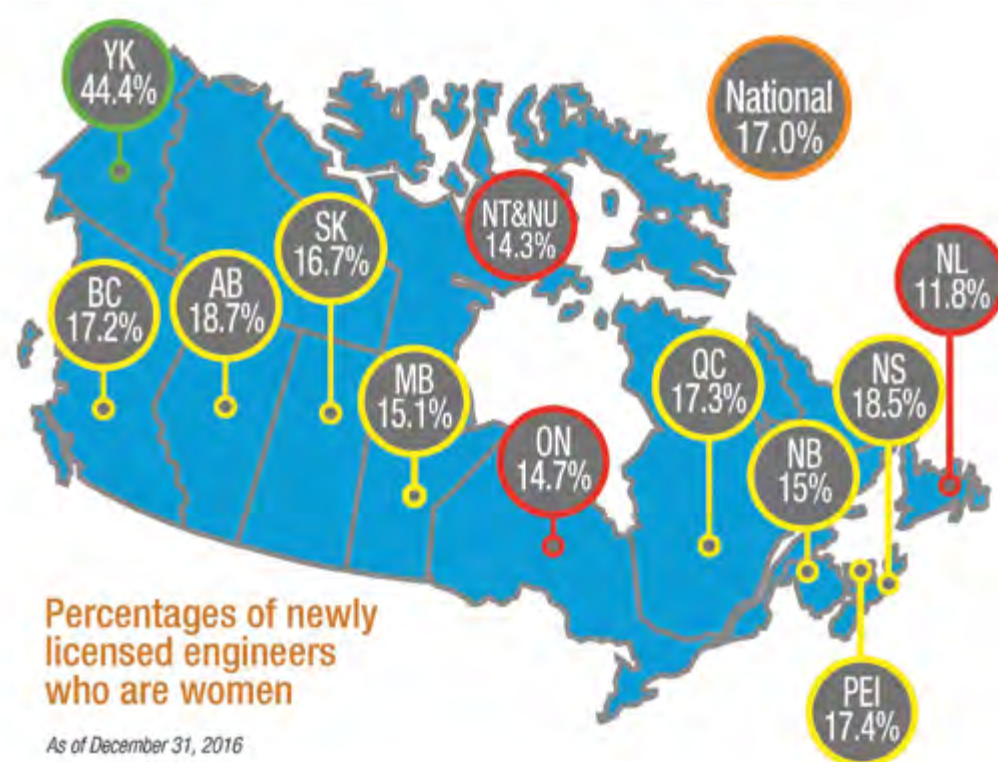 YK
44.4%
National
17.0%
NT&NU
14.3%
SK
16.7%
NL
11.8%
BC
17.2%
AB
18.7%
MB
15.1%
QC
17.3%
NS
18.5%
ON
14.7%
NB
15%
PEI
17.4%
Percentages of newly
licensed engineers
who are women
As of December 31, 2016